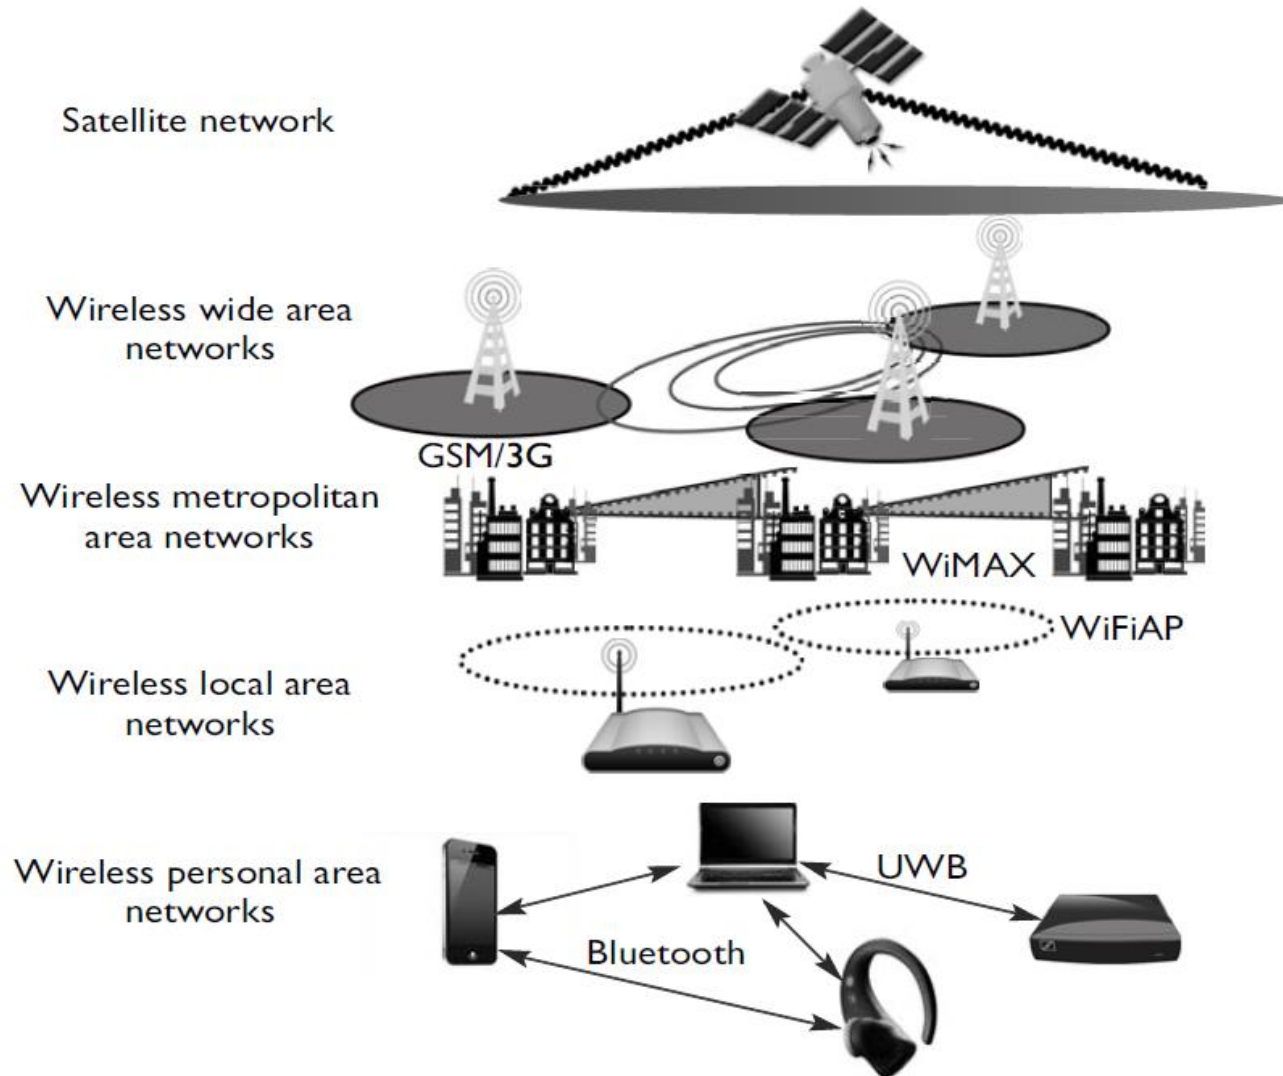 Satellite network
Wireless wide area
networks
GSM/3G
Wireless metropolitan
area networks
WiMAX
WiFiAP
Wireless local area
networks
Wireless personal area
networks
UWB
Bluetooth